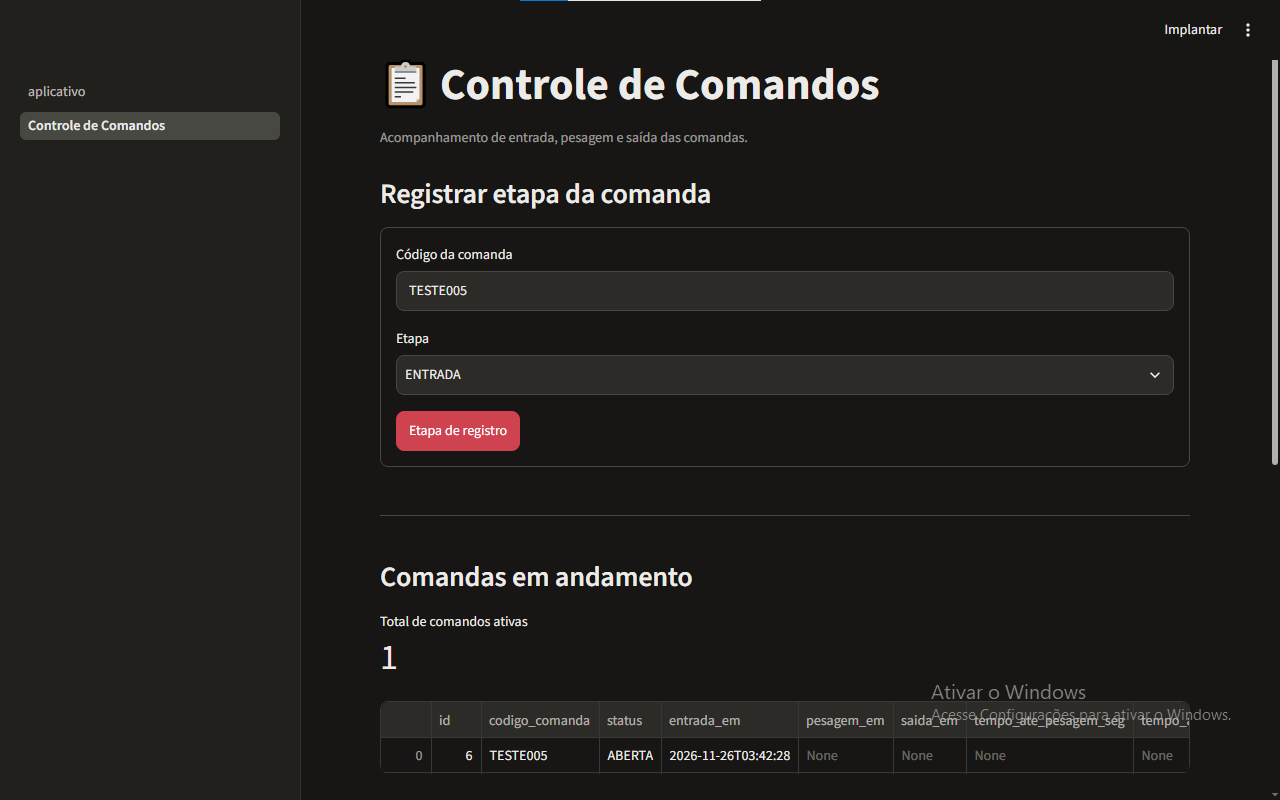 Implantar
aplicativo
Controle de Comandos
Controle de Comandos
Acompanhamento de entrada, pesagem e saída das comandas.
Registrar etapa da comanda
Código da comanda
TESTE005
Etapa
ENTRADA
Etapa de registro
Comandas em andamento
Total de comandos ativas
1
Ativar o Windows
Acesse Configurações para ativar o Windows.
id codigo_comanda status entrada_em pesagem_em saida_em tempo_ate_pesagem_seg tempo_a
0 6 TESTE005 ABERTA 2026-11-26T03:42:28 None None None None